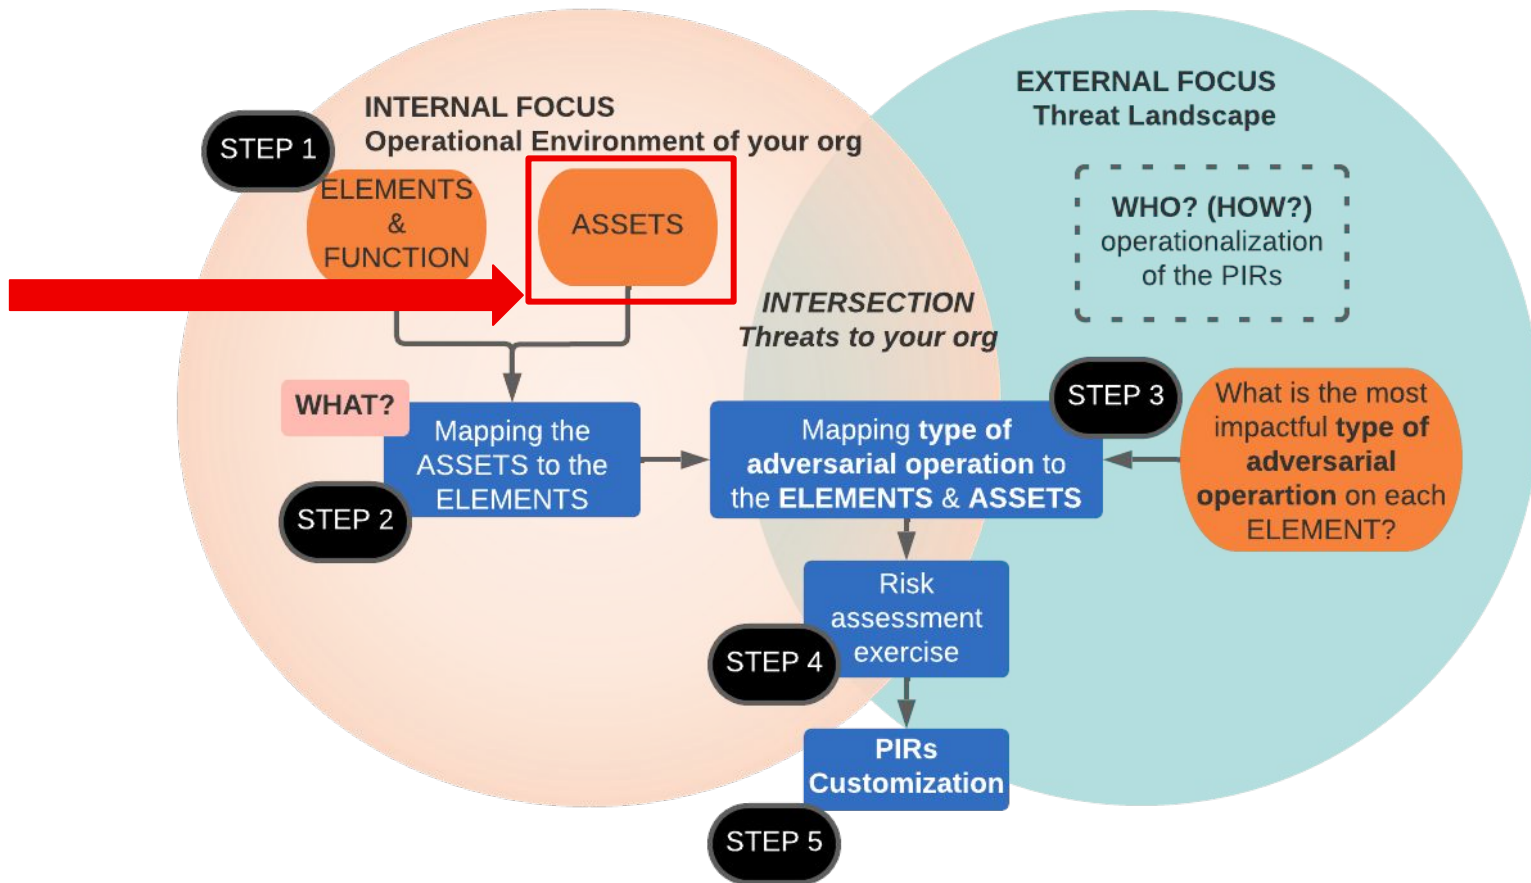 INTERNAL FOCUS
Operational Environment of your org
STEP 1
ELEMENTS
&
FUNCTION
ASSETS
EXTERNAL FOCUS
Threat Landscape
WHO? (HOW?)
operationalization
of the PIRs
INTERSECTION
Threats to your org
WHAT?
Mapping the
ASSETS to the
ELEMENTS
STEP 2
Mapping type of
adversarial operation to
the ELEMENTS & ASSETS
STEP 3
What is the most
impactful type of
adversarial
operartion on each
ELEMENT?
Risk
assessment
exercise
STEP 4
PIRs
Customization
STEP 5